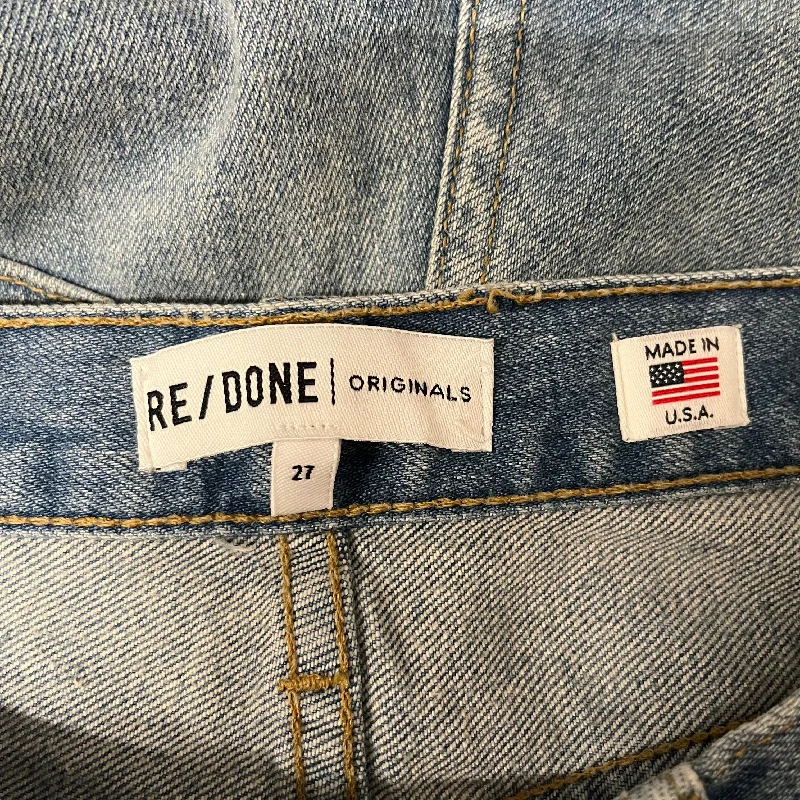 RE/DONE | ORIGINALS
27
MADE IN
U.S.A.